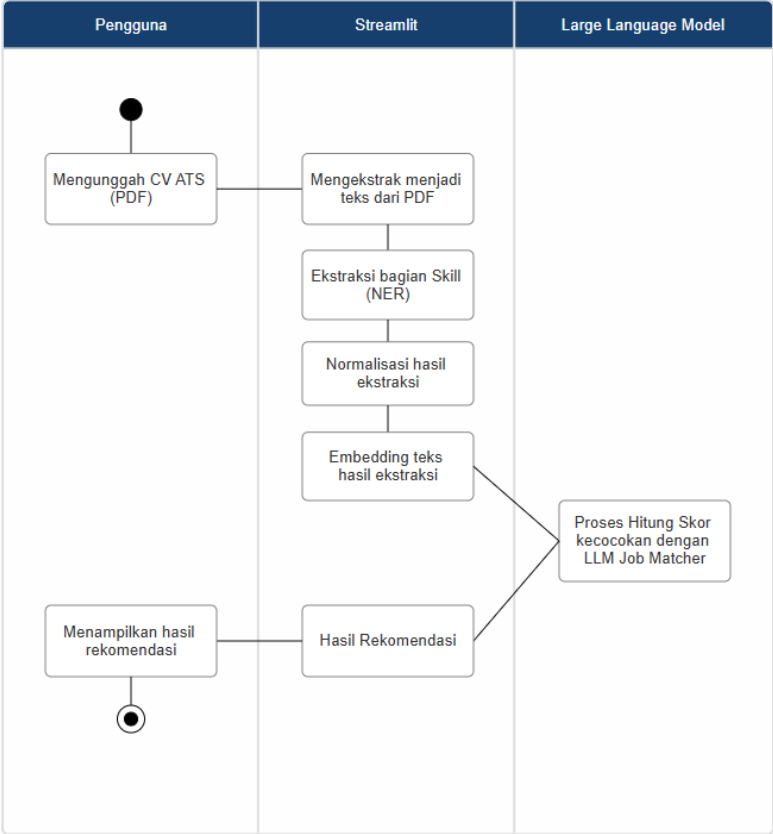 Pengguna
Streamlit
Large Language Model
Mengunggah CV ATS
(PDF)
Mengekstrak menjadi
teks dari PDF
Ekstraksi bagian Skill
(NER)
Normalisasi hasil
ekstraksi
Embedding teks
hasil ekstraksi
Proses Hitung Skor
kecocokan dengan
LLM Job Matcher
Menampilkan hasil
rekomendasi
Hasil Rekomendasi